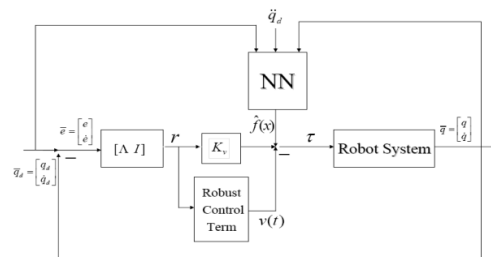 q̈_d
NN
ē = [e ė]
f̂(x)
q̄ = [q q̇]
[Λ I]
r
K_v
τ
Robot System
−
−
q̄_d = [q_d q̇_d]
Robust
Control
Term
v(t)